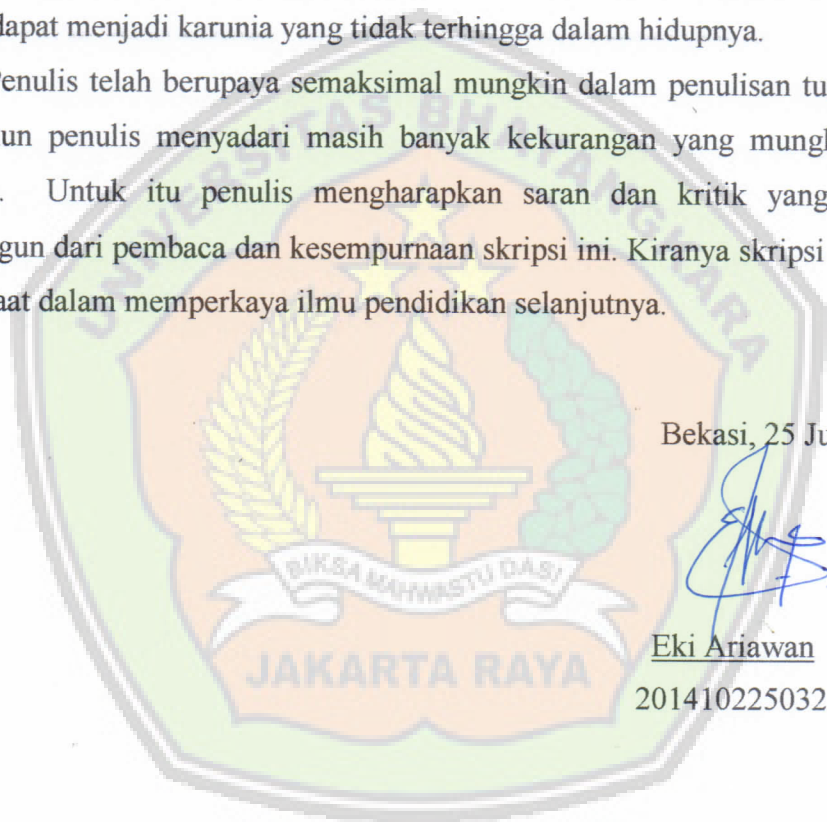 dapat menjadi karunia yang tidak terhingga dalam hidupnya.
Penulis telah berupaya semaksimal mungkin dalam penulisan tu
un penulis menyadari masih banyak kekurangan yang mungk
. Untuk itu penulis mengharapkan saran dan kritik yang
gun dari pembaca dan kesempurnaan skripsi ini. Kiranya skripsi
aat dalam memperkaya ilmu pendidikan selanjutnya.
UNIVERSITAS BHAYANGKARA
Bekasi, 25 Ju
BIKSA MAHWASTU DASI
Eki Ariawan
JAKARTA RAYA
201410225032